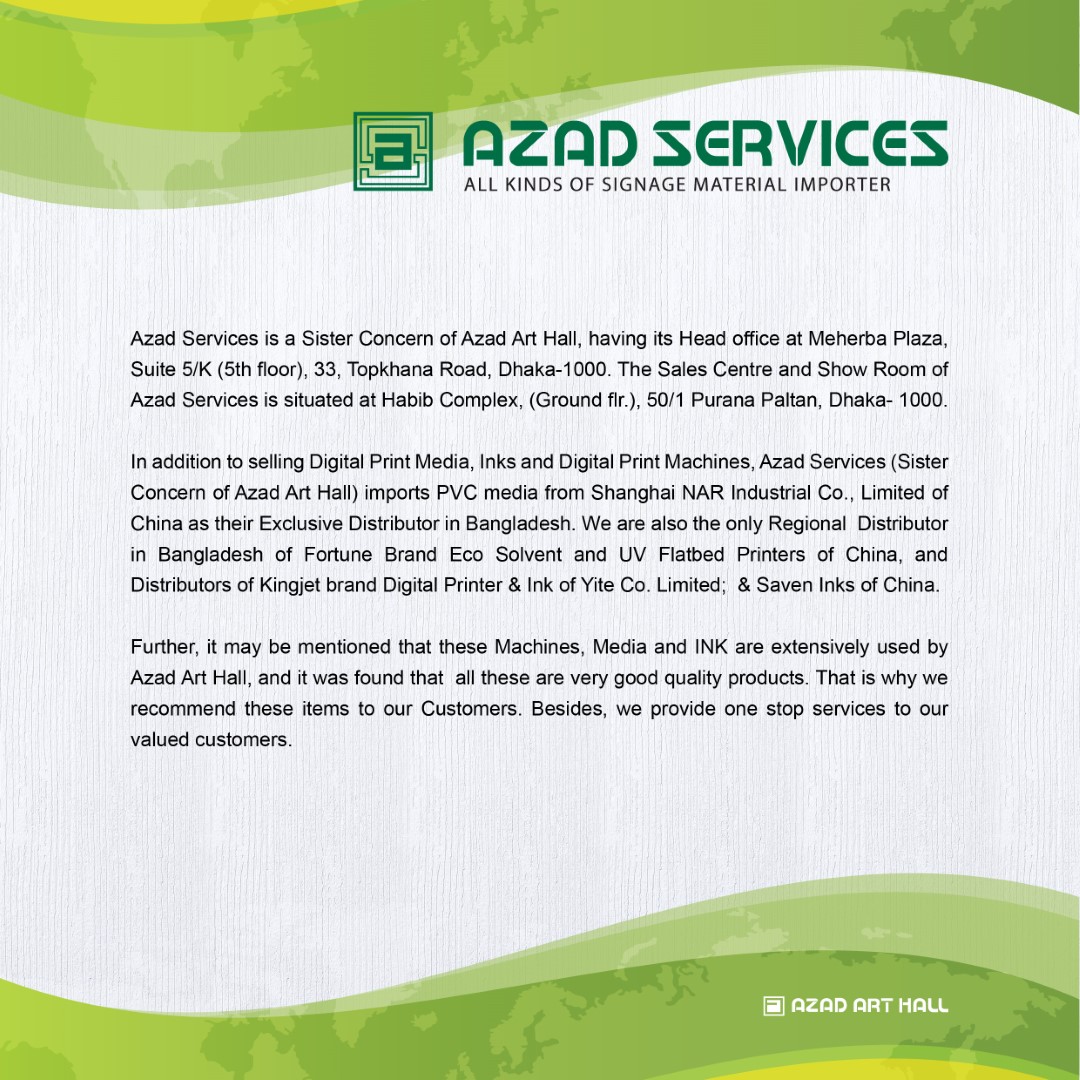 a AZAD SERVICES
ALL KINDS OF SIGNAGE MATERIAL IMPORTER
Azad Services is a Sister Concern of Azad Art Hall, having its Head office at Meherba Plaza,
Suite 5/K (5th floor), 33, Topkhana Road, Dhaka-1000. The Sales Centre and Show Room of
Azad Services is situated at Habib Complex, (Ground flr.), 50/1 Purana Paltan, Dhaka- 1000.
In addition to selling Digital Print Media, Inks and Digital Print Machines, Azad Services (Sister
Concern of Azad Art Hall) imports PVC media from Shanghai NAR Industrial Co., Limited of
China as their Exclusive Distributor in Bangladesh. We are also the only Regional  Distributor
in Bangladesh of Fortune Brand Eco Solvent and UV Flatbed Printers of China, and
Distributors of Kingjet brand Digital Printer & Ink of Yite Co. Limited;  & Saven Inks of China.
Further, it may be mentioned that these Machines, Media and INK are extensively used by
Azad Art Hall, and it was found that  all these are very good quality products. That is why we
recommend these items to our Customers. Besides, we provide one stop services to our
valued customers.
a AZAD ART HALL